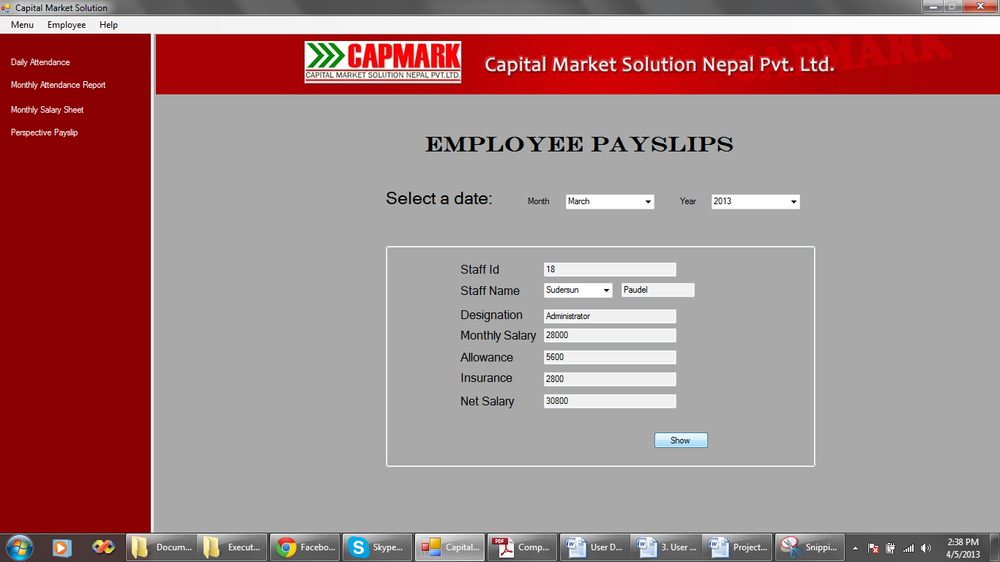 Capital Market Solution
Menu Employee Help
Daily Attendance
Monthly Attendance Report
Monthly Salary Sheet
Perspective Payslip
CAPMARK
CAPITAL MARKET SOLUTION NEPAL PVT.LTD.
Capital Market Solution Nepal Pvt. Ltd.
CAPMARK
EMPLOYEE PAYSLIPS
Select a date: Month March Year 2013
Staff Id 18
Staff Name Sudersun Paudel
Designation Administrator
Monthly Salary 28000
Allowance 5600
Insurance 2800
Net Salary 30800
Show
Docum... Execut... Facebo... Skype... Capital... PDF Comp... User D... 3. User ... Project... Snippi...
2:38 PM
4/5/2013